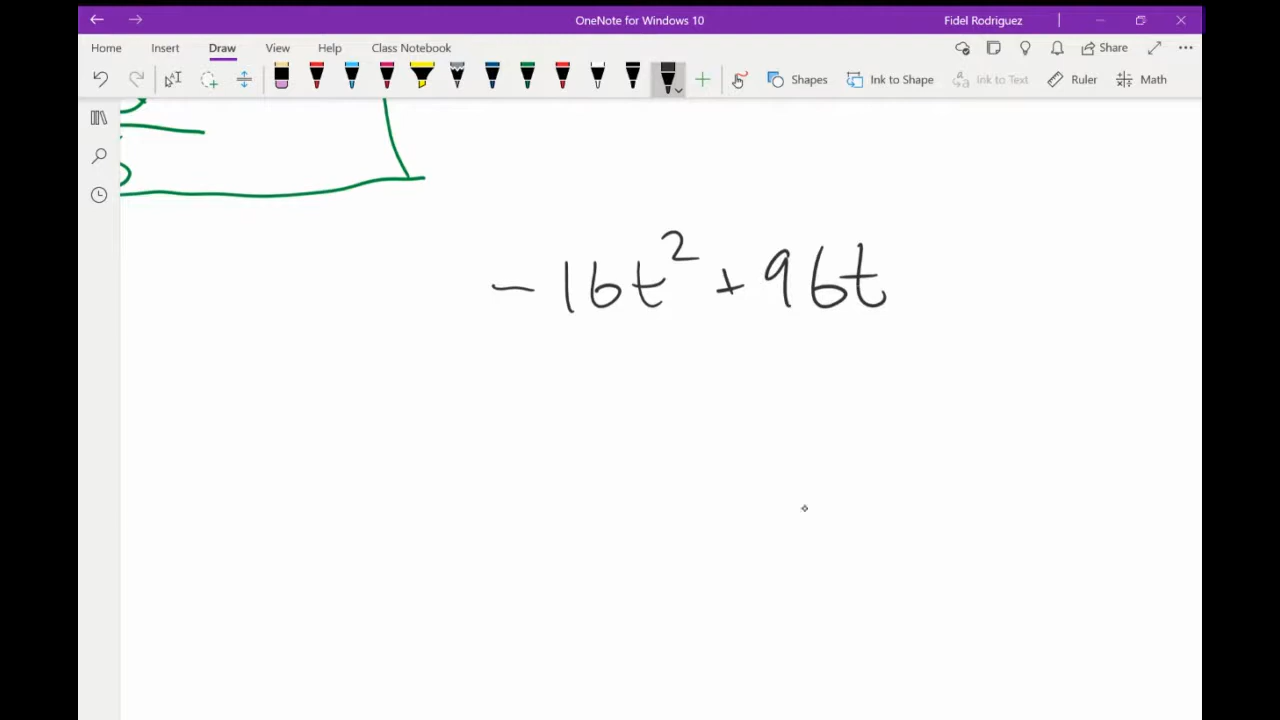 OneNote for Windows 10
Fidel Rodriguez
Home Insert Draw View Help Class Notebook Share
Shapes Ink to Shape Ink to Text Ruler Math
-16t² + 96t